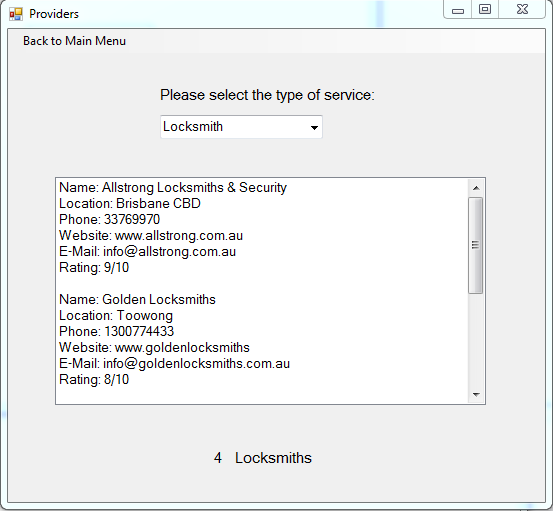 Providers
Back to Main Menu
Please select the type of service:
Locksmith
Name: Allstrong Locksmiths & Security
Location: Brisbane CBD
Phone: 33769970
Website: www.allstrong.com.au
E-Mail: info@allstrong.com.au
Rating: 9/10
Name: Golden Locksmiths
Location: Toowong
Phone: 1300774433
Website: www.goldenlocksmiths
E-Mail: info@goldenlocksmiths.com.au
Rating: 8/10
4 Locksmiths